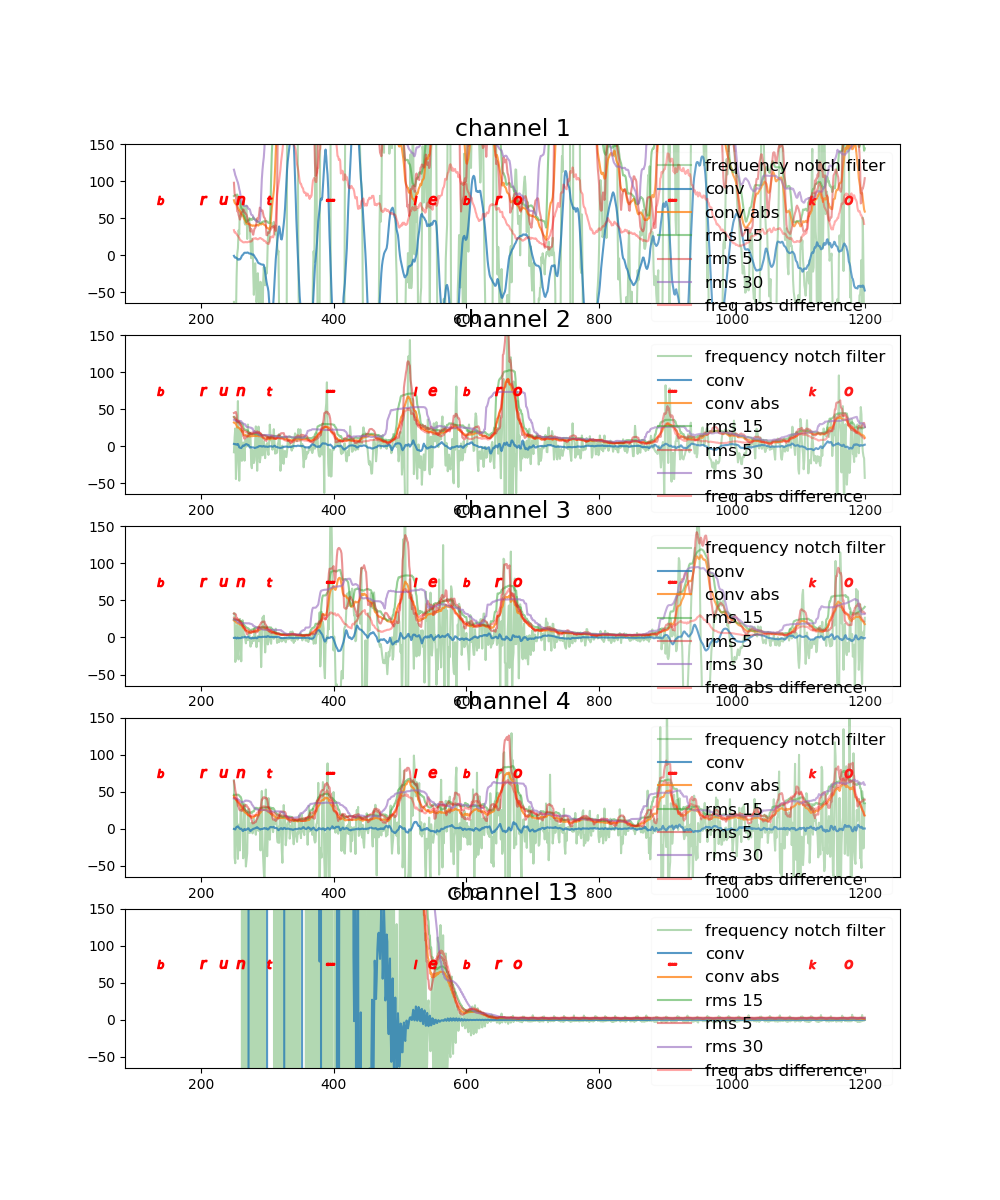 channel 1
150
100
50
0
−50
b r u n t - l e b r o - k o
frequency notch filter
conv
conv abs
rms 15
rms 5
rms 30
freq abs difference
200 400 600 800 1000 1200
channel 2
150
100
50
0
−50
b r u n t - l e b r o - k o
frequency notch filter
conv
conv abs
rms 15
rms 5
rms 30
freq abs difference
200 400 600 800 1000 1200
channel 3
150
100
50
0
−50
b r u n t - l e b r o - k o
frequency notch filter
conv
conv abs
rms 15
rms 5
rms 30
freq abs difference
200 400 600 800 1000 1200
channel 4
150
100
50
0
−50
b r u n t - l e b r o - k o
frequency notch filter
conv
conv abs
rms 15
rms 5
rms 30
freq abs difference
200 400 600 800 1000 1200
channel 13
150
100
50
0
−50
b r u n t - l e b r o - k o
frequency notch filter
conv
conv abs
rms 15
rms 5
rms 30
freq abs difference
200 400 600 800 1000 1200